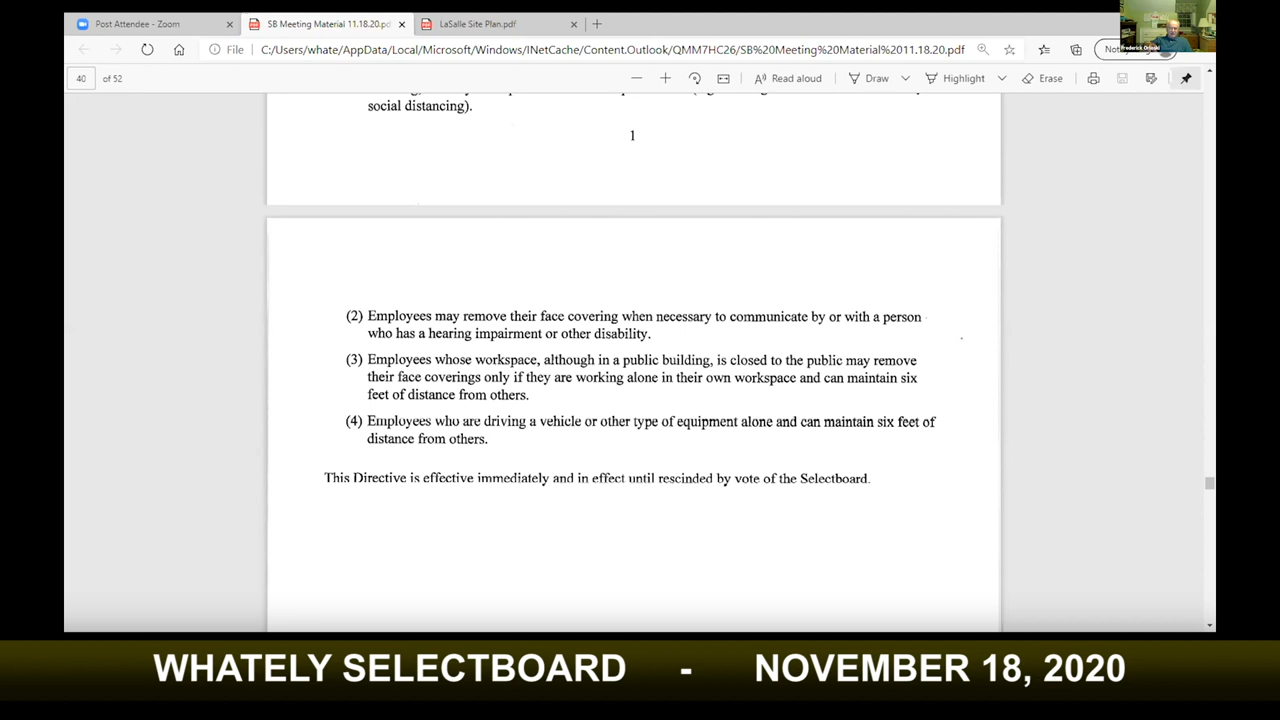 Post Attendee - Zoom
SB Meeting Material 11.18.20.pd
LaSalle Site Plan.pdf
File
C:/Users/whate/AppData/Local/Microsoft/Windows/INetCache/Content.Outlook/QMM7HC26/SB%20Meeting%20Material%2011.18.20.pdf
40 of 52
Read aloud
Draw
Highlight
Erase
social distancing).
1
(2) Employees may remove their face covering when necessary to communicate by or with a person
who has a hearing impairment or other disability.
(3) Employees whose workspace, although in a public building, is closed to the public may remove
their face coverings only if they are working alone in their own workspace and can maintain six
feet of distance from others.
(4) Employees who are driving a vehicle or other type of equipment alone and can maintain six feet of
distance from others.
This Directive is effective immediately and in effect until rescinded by vote of the Selectboard.
WHATELY SELECTBOARD - NOVEMBER 18, 2020